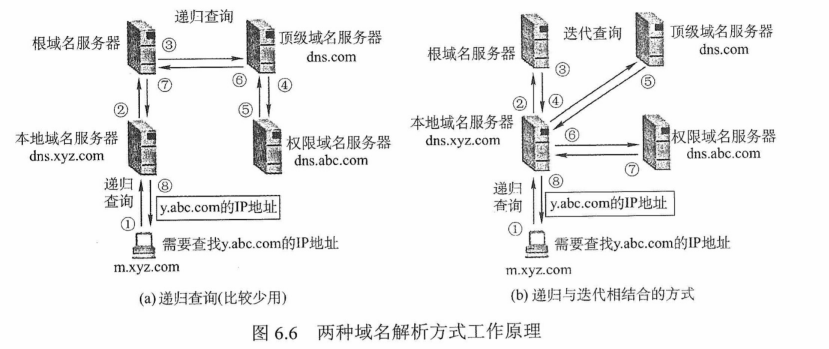 递归查询
根域名服务器
③
顶级域名服务器
dns.com
⑦
⑥
④
②
⑤
本地域名服务器
dns.xyz.com
权限域名服务器
dns.abc.com
递归
查询
⑧
y.abc.com的IP地址
①
需要查找y.abc.com的IP地址
m.xyz.com
(a) 递归查询(比较少用)
迭代查询
根域名服务器
顶级域名服务器
dns.com
③
②
④
⑤
本地域名服务器
dns.xyz.com
⑥
权限域名服务器
dns.abc.com
⑦
递归
查询
⑧
y.abc.com的IP地址
①
需要查找y.abc.com的IP地址
m.xyz.com
(b) 递归与迭代相结合的方式
图 6.6 两种域名解析方式工作原理